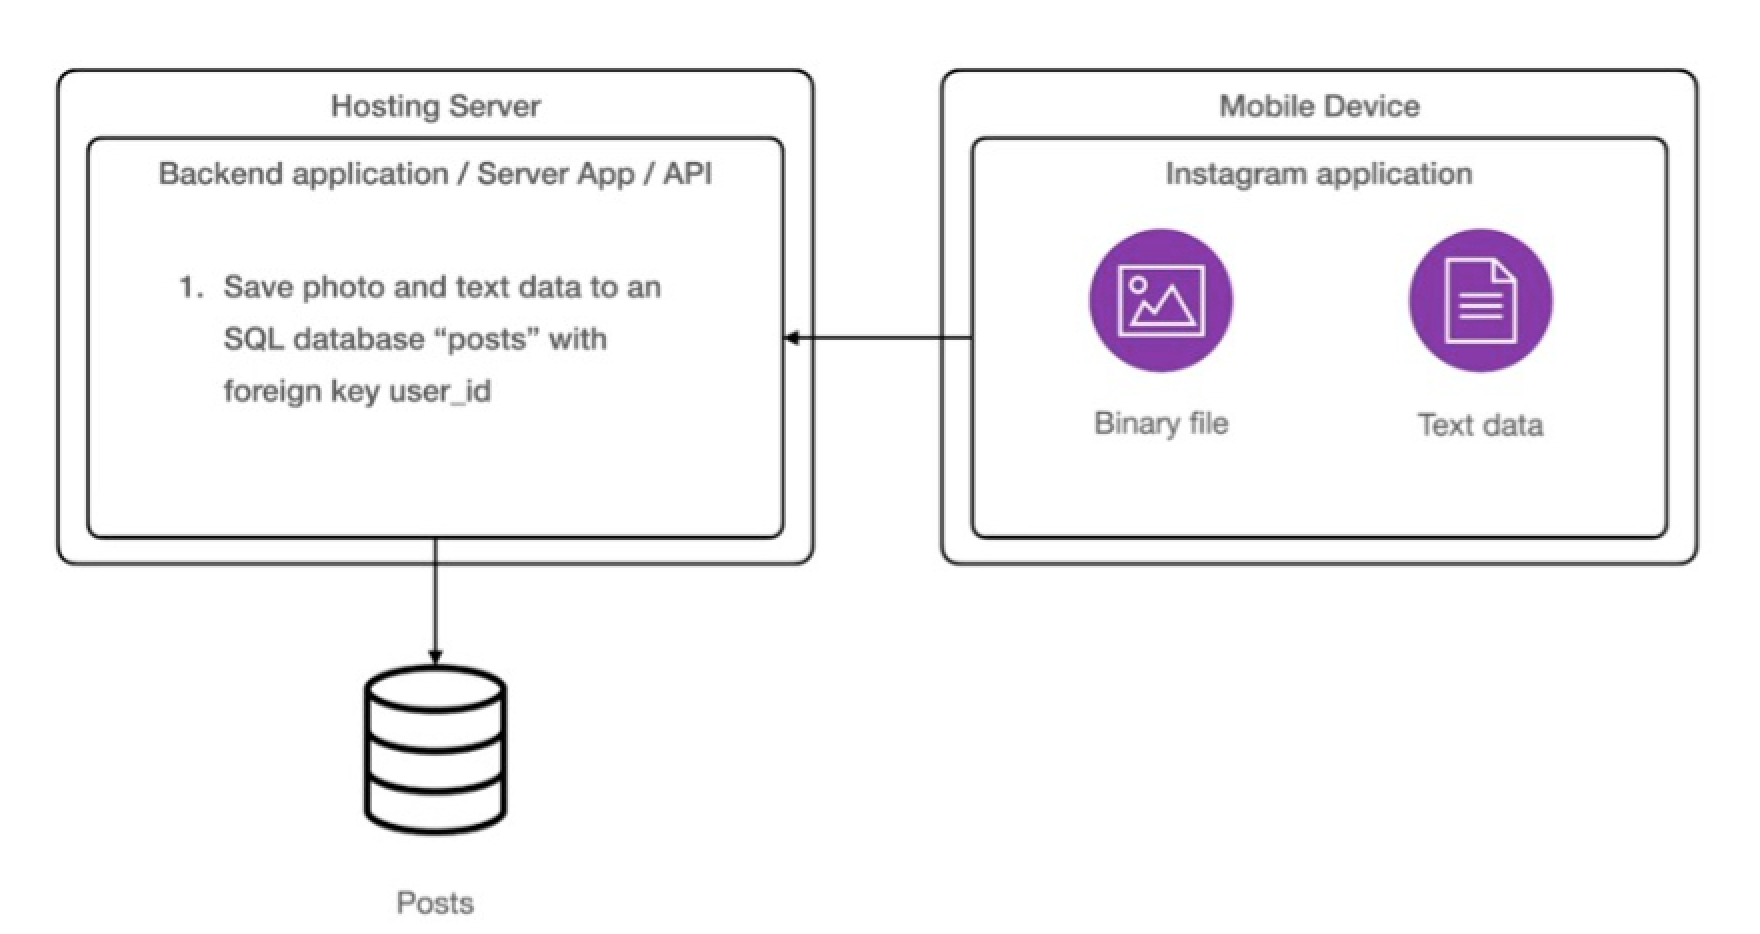 Hosting Server
Backend application / Server App / API
1. Save photo and text data to an
SQL database “posts” with
foreign key user_id
Mobile Device
Instagram application
Binary file
Text data
Posts